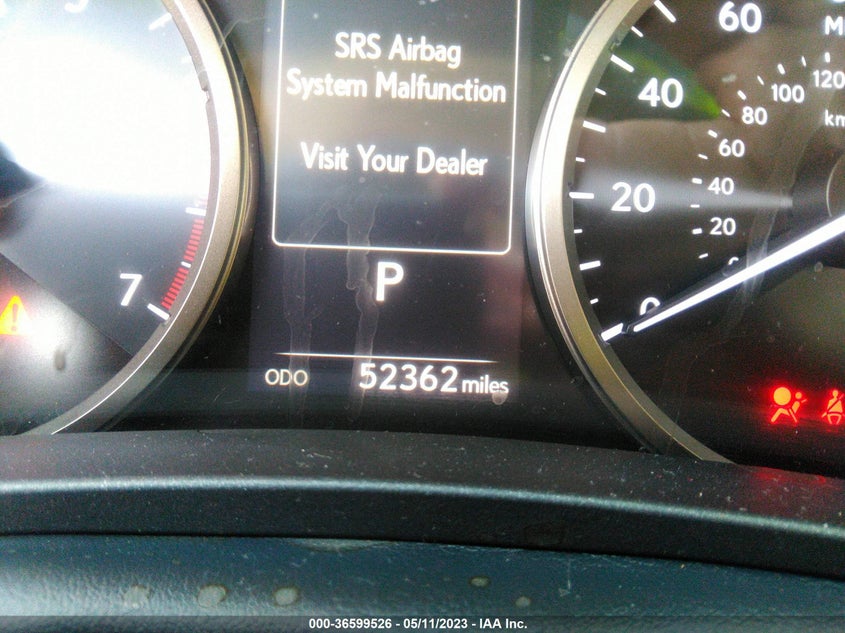 SRS Airbag
System Malfunction
Visit Your Dealer
P
ODO 52362 miles
7
60
40
20
0
120
100
80
60
40
20
000-36599526 - 05/11/2023 - IAA Inc.